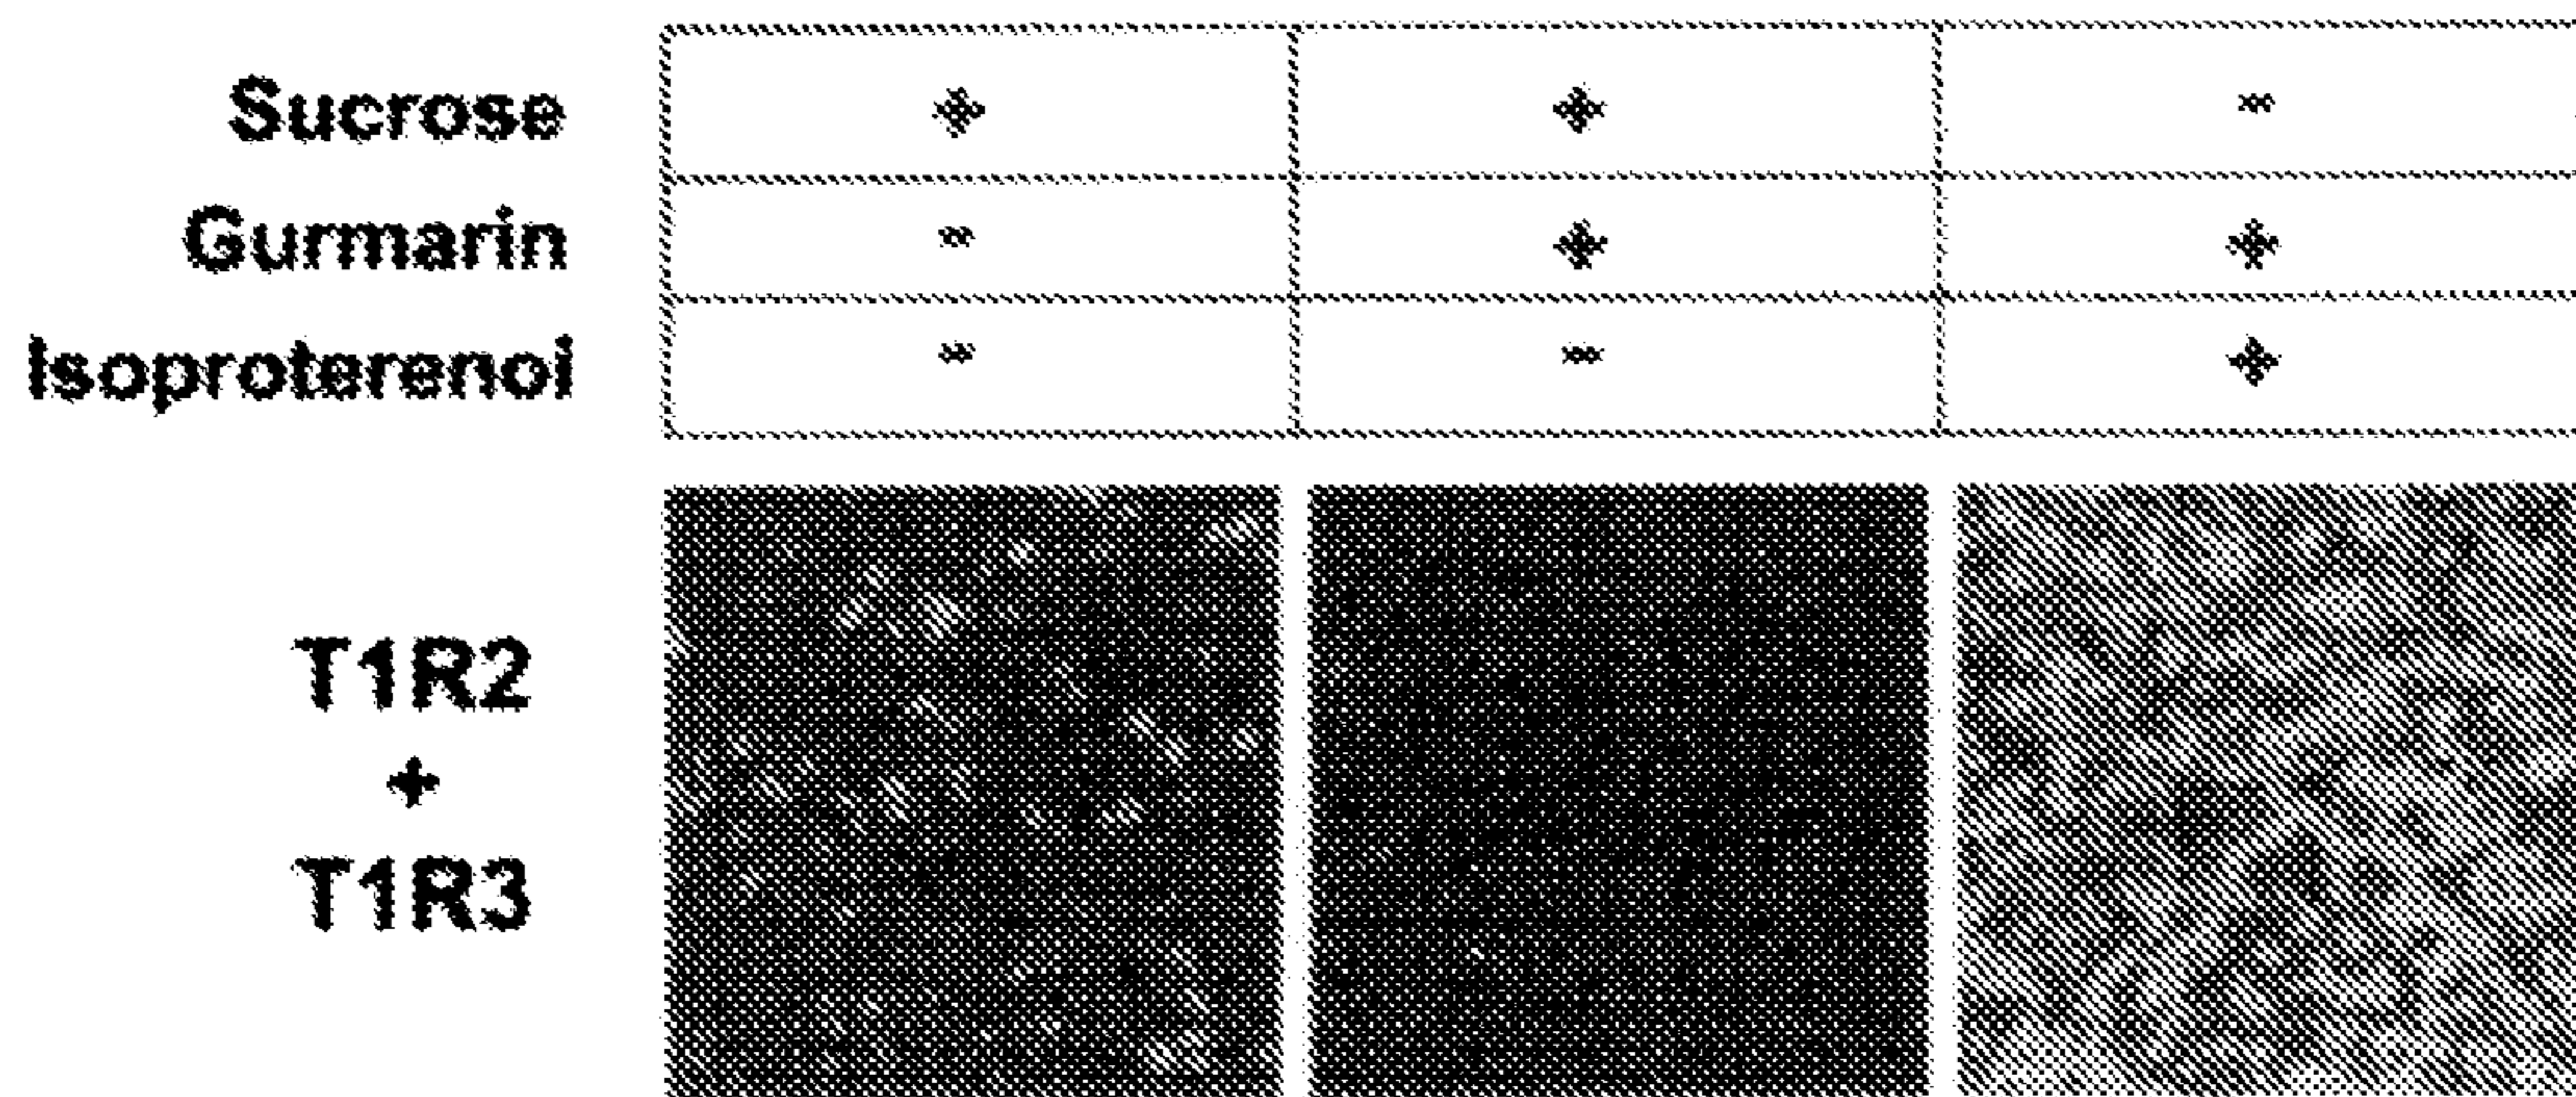 Sucrose + + -
Gurmarin - + +
Isoproterenol - - +
T1R2
+
T1R3